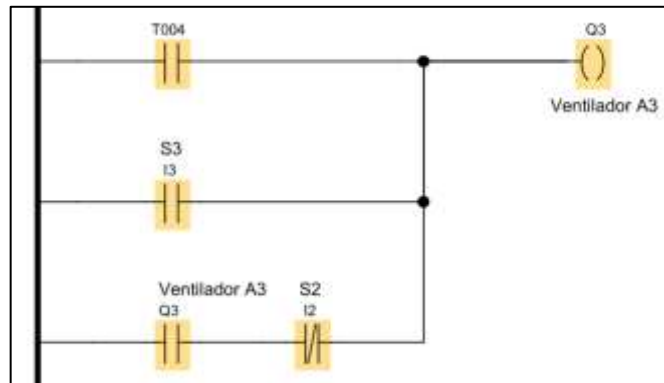 T004
Q3
Ventilador A3
S3
I3
Ventilador A3
S2
Q3
I2